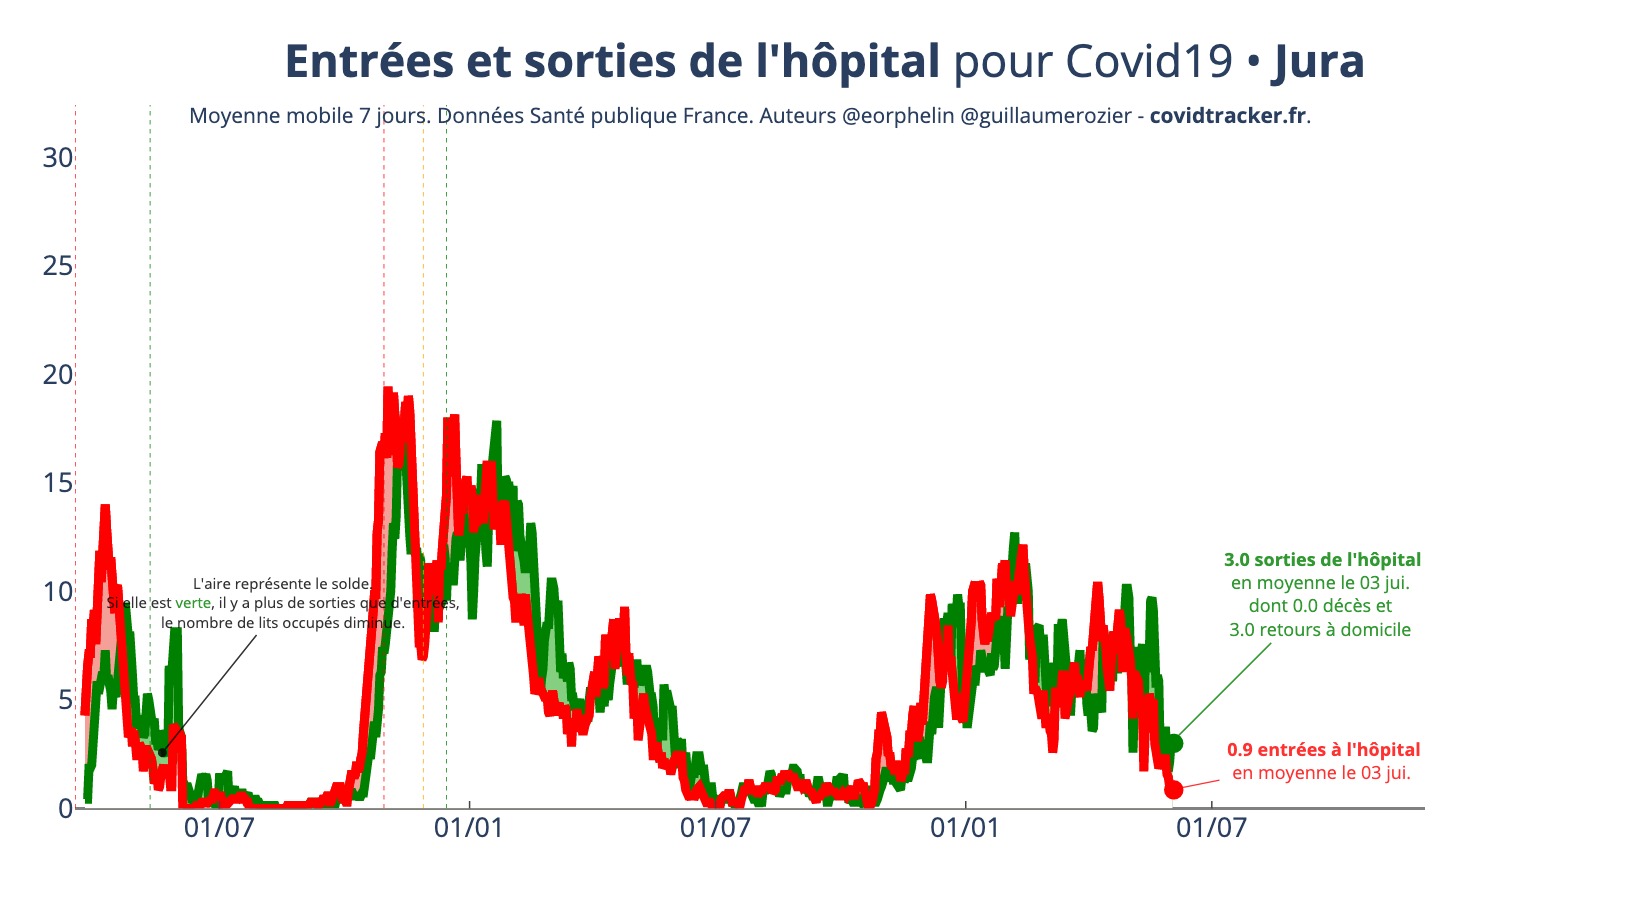 Entrées et sorties de l'hôpital pour Covid19 • Jura
Moyenne mobile 7 jours. Données Santé publique France. Auteurs @eorphelin @guillaumerozier - covidtracker.fr.
30
25
20
15
10
5
0
L'aire représente le solde.
Si elle est verte, il y a plus de sorties que d'entrées,
le nombre de lits occupés diminue.
3.0 sorties de l'hôpital
en moyenne le 03 jui.
dont 0.0 décès et
3.0 retours à domicile
0.9 entrées à l'hôpital
en moyenne le 03 jui.
01/07 01/01 01/07 01/01 01/07